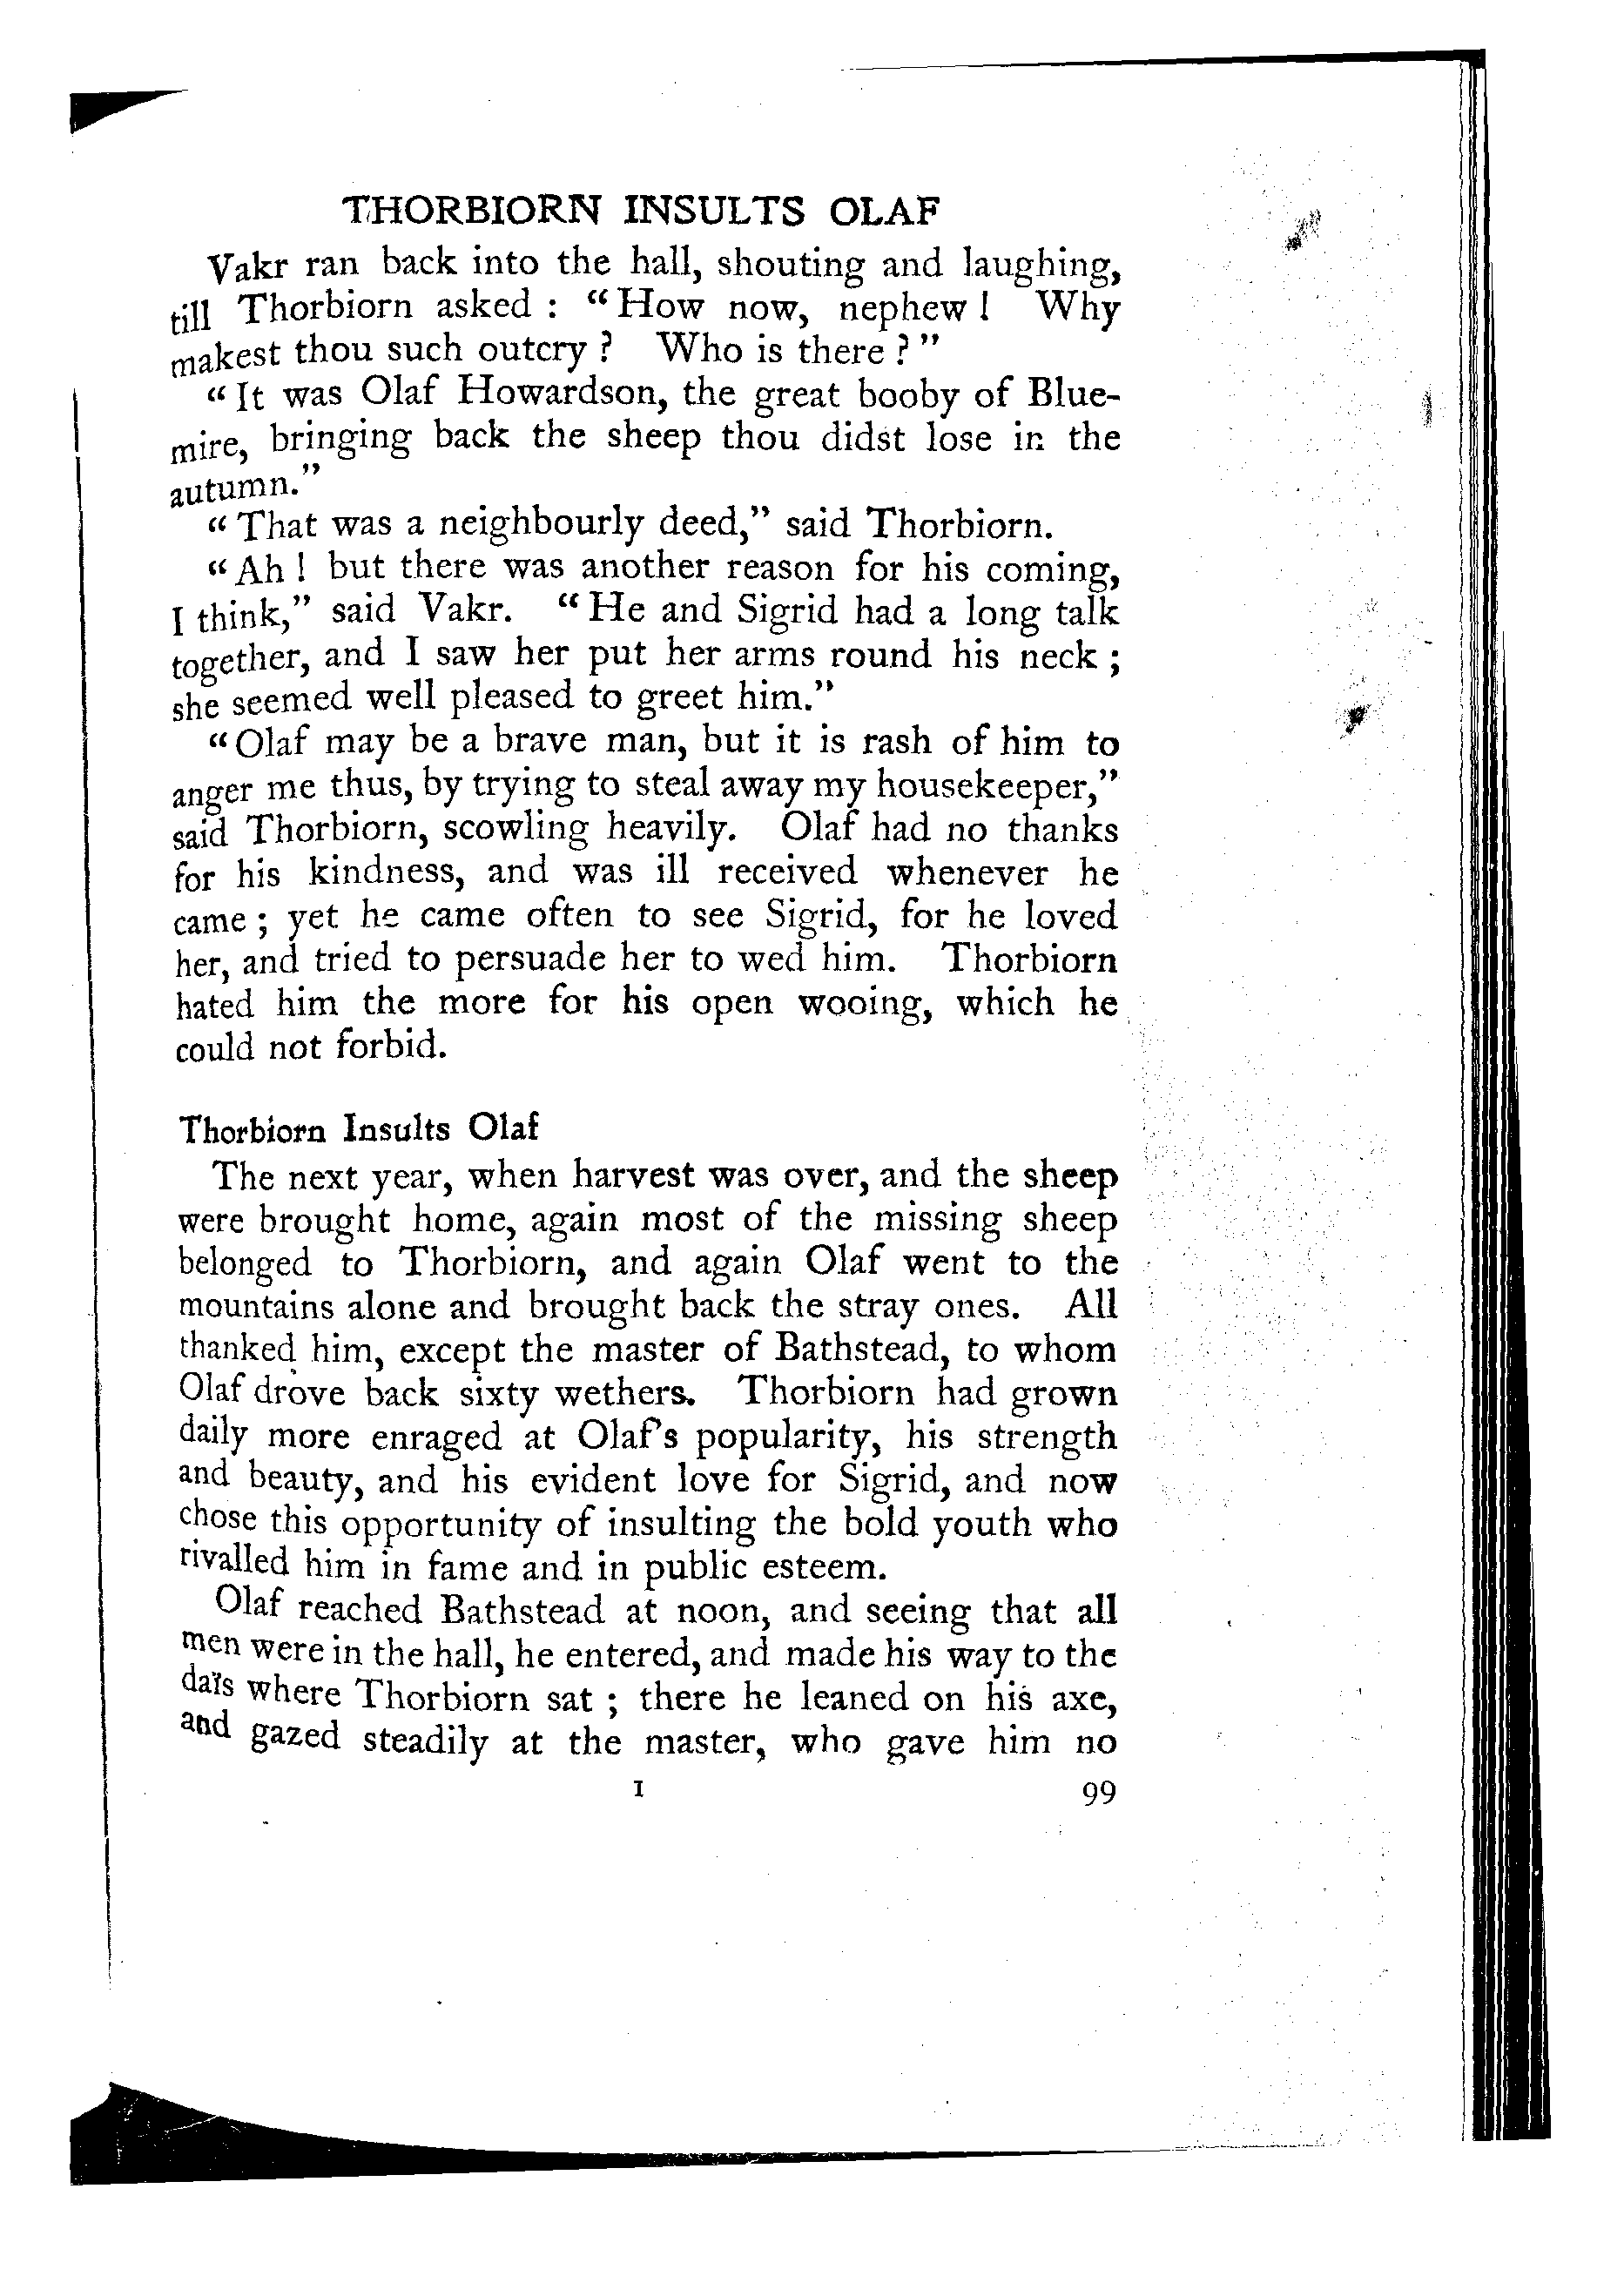 THORBIORN INSULTS OLAF
Vakr ran back into the hall, shouting and laughing,
till Thorbiorn asked : “How now, nephew! Why
makest thou such outcry? Who is there?”
“It was Olaf Howardson, the great booby of Blue-
mire, bringing back the sheep thou didst lose in the
autumn.”
“That was a neighbourly deed,” said Thorbiorn.
“Ah! but there was another reason for his coming,
I think,” said Vakr. “He and Sigrid had a long talk
together, and I saw her put her arms round his neck;
she seemed well pleased to greet him.”
“Olaf may be a brave man, but it is rash of him to
anger me thus, by trying to steal away my housekeeper,”
said Thorbiorn, scowling heavily. Olaf had no thanks
for his kindness, and was ill received whenever he
came; yet he came often to see Sigrid, for he loved
her, and tried to persuade her to wed him. Thorbiorn
hated him the more for his open wooing, which he
could not forbid.
Thorbiorn Insults Olaf
The next year, when harvest was over, and the sheep
were brought home, again most of the missing sheep
belonged to Thorbiorn, and again Olaf went to the
mountains alone and brought back the stray ones. All
thanked him, except the master of Bathstead, to whom
Olaf drove back sixty wethers. Thorbiorn had grown
daily more enraged at Olaf's popularity, his strength
and beauty, and his evident love for Sigrid, and now
chose this opportunity of insulting the bold youth who
rivalled him in fame and in public esteem.
Olaf reached Bathstead at noon, and seeing that all
men were in the hall, he entered, and made his way to the
daïs where Thorbiorn sat; there he leaned on his axe,
and gazed steadily at the master, who gave him no
I 99